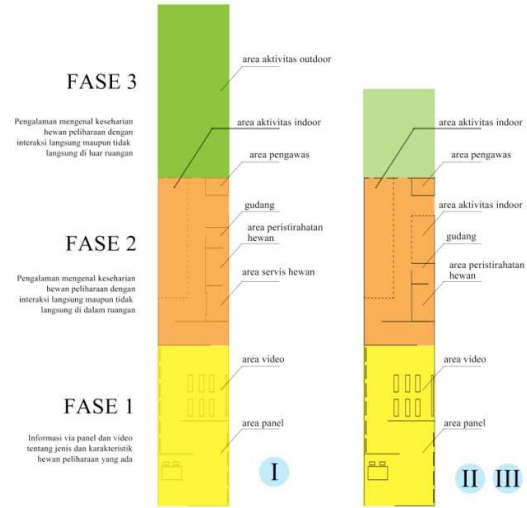 FASE 3
Pengalaman mengenal keseharian
hewan peliharaan dengan
interaksi langsung maupun tidak
langsung di luar ruangan
FASE 2
Pengalaman mengenal keseharian
hewan peliharaan dengan
interaksi langsung maupun tidak
langsung di dalam ruangan
FASE 1
Informasi via panel dan video
tentang jenis dan karakteristik
hewan peliharaan yang ada
area aktivitas outdoor
area aktivitas indoor
area pengawas
gudang
area peristirahatan
hewan
area servis hewan
area video
area panel
I
area aktivitas indoor
area pengawas
area aktivitas indoor
gudang
area peristirahatan
hewan
area video
area panel
II III